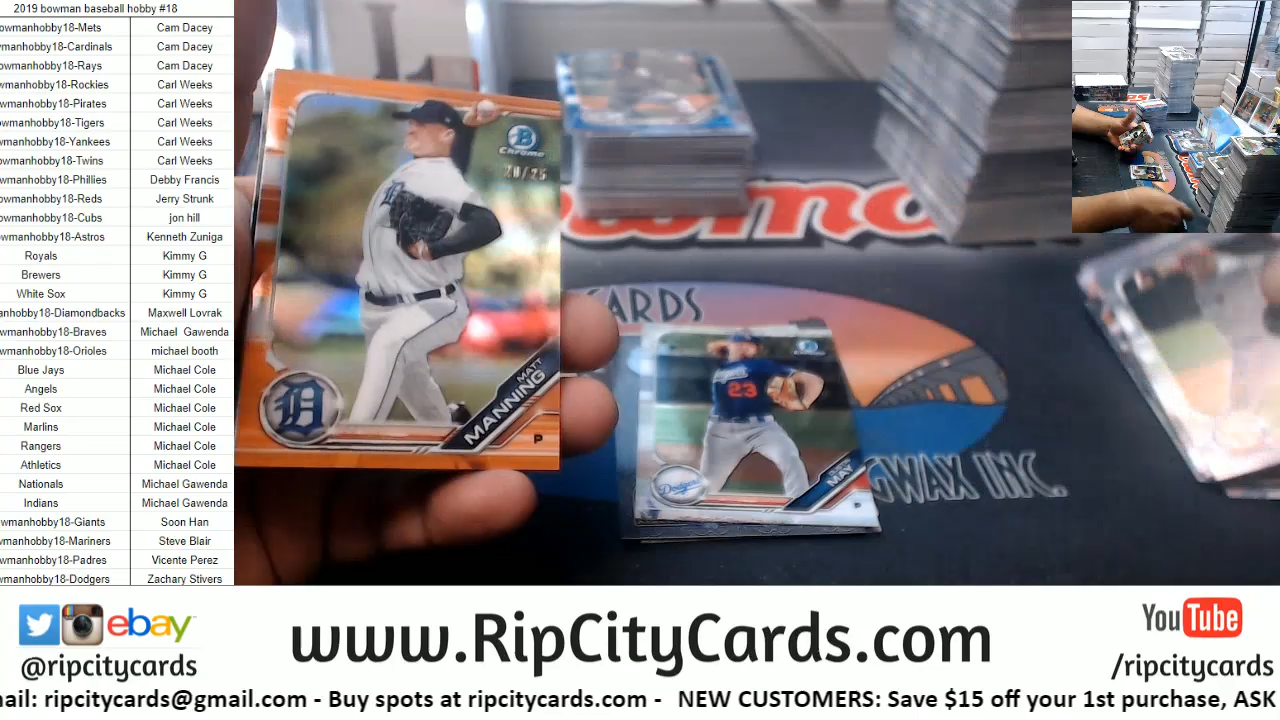 2019 bowman baseball hobby #18
owmanhobby18-Mets Cam Dacey
wmanhobby18-Cardinals Cam Dacey
owmanhobby18-Rays Cam Dacey
owmanhobby18-Rockies Carl Weeks
owmanhobby18-Pirates Carl Weeks
owmanhobby18-Tigers Carl Weeks
wmanhobby18-Yankees Carl Weeks
owmanhobby18-Twins Carl Weeks
wmanhobby18-Phillies Debby Francis
owmanhobby18-Reds Jerry Strunk
owmanhobby18-Cubs jon hill
owmanhobby18-Astros Kenneth Zuniga
Royals Kimmy G
Brewers Kimmy G
White Sox Kimmy G
anhobby18-Diamondbacks Maxwell Lovrak
wmanhobby18-Braves Michael Gawenda
owmanhobby18-Orioles michael booth
Blue Jays Michael Cole
Angels Michael Cole
Red Sox Michael Cole
Marlins Michael Cole
Rangers Michael Cole
Athletics Michael Cole
Nationals Michael Gawenda
Indians Michael Gawenda
wmanhobby18-Giants Soon Han
wmanhobby18-Mariners Steve Blair
wmanhobby18-Padres Vicente Perez
wmanhobby18-Dodgers Zachary Stivers
B
Chrome
20/25
D
MATT
MANNING
P
CARDS
23
Dodgers
MAY
P
GWAX INC.
ebay
@ripcitycards
www.RipCityCards.com
YouTube
/ripcitycards
nail: ripcitycards@gmail.com - Buy spots at ripcitycards.com - NEW CUSTOMERS: Save $15 off your 1st purchase, ASK